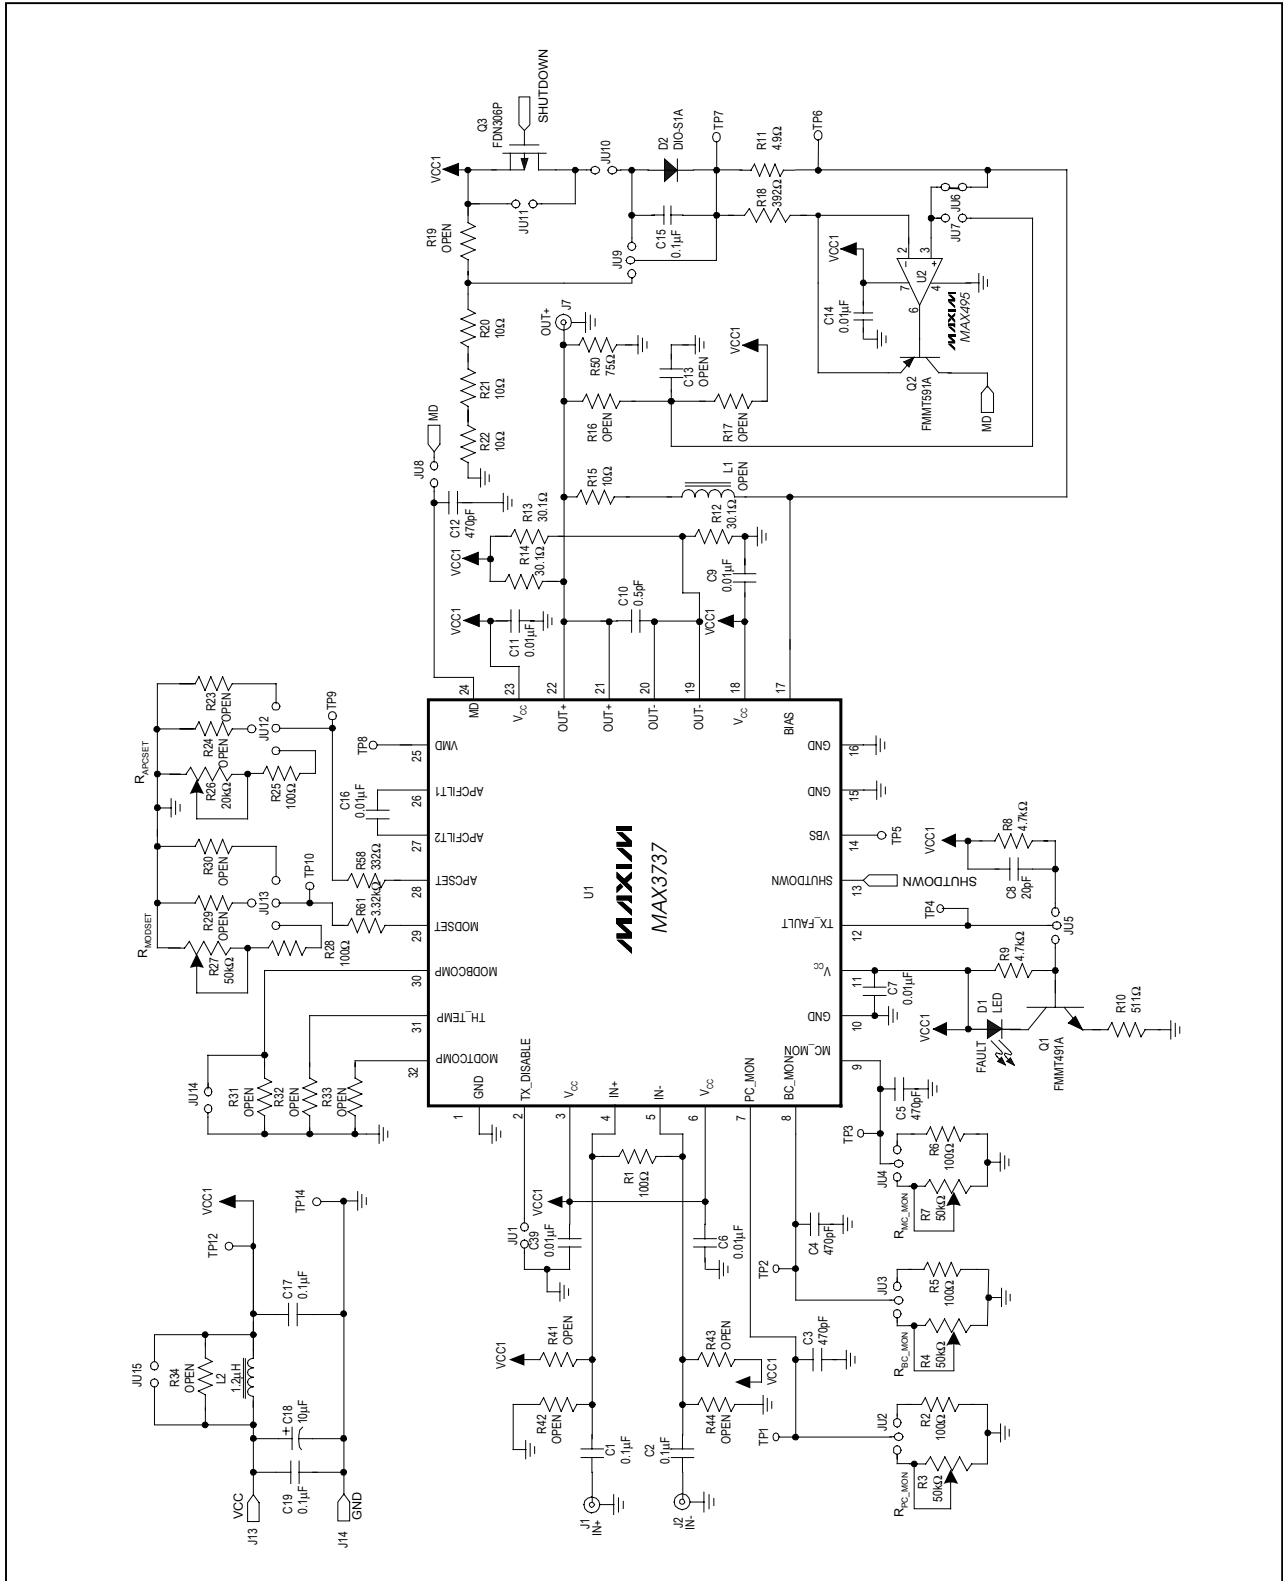 SHUTDOWN
Q3
FDN306P
VCC1
JU10
JU11
D2
DIO-S1A
TP7
R11
4.9Ω
TP6
R19
OPEN
C15
0.1µF
JU9
R18
392Ω
JU6
JU7
VCC1
2
3
U2
7
4
6
C14
0.01µF
MAXIM
MAX495
Q2
FMMT591A
MD
OUT+
J7
R50
75Ω
C13
OPEN
VCC1
R16
OPEN
R17
OPEN
R20
10Ω
R21
10Ω
R22
10Ω
MD
JU8
R15
10Ω
L1
OPEN
C12
470pF
R13
30.1Ω
R14
30.1Ω
R12
30.1Ω
VCC1
VCC1
C11
0.01µF
C10
0.5pF
C9
0.01µF
VCC1
24
23
22
21
20
19
18
17
MD
VCC
OUT+
OUT+
OUT-
OUT-
VCC
BIAS
R23
OPEN
R24
OPEN
JU12
TP9
RAPCSET
R26
20kΩ
R25
100Ω
TP8
C16
0.01µF
R30
OPEN
R29
OPEN
JU13
TP10
R58
332Ω
R61
3.32kΩ
RMODSET
R27
50kΩ
R28
100Ω
25
VMD
26
APCFILT1
27
APCFILT2
28
APCSET
29
MODSET
30
MODBCOMP
31
TH_TEMP
32
MODTCOMP
U1
MAXIM
MAX3737
GND
16
GND
15
VBS
14
TP5
SHUTDOWN
13
SHUTDOWN
TX_FAULT
12
TP4
VCC
11
GND
10
MC_MON
9
VCC1
R8
4.7kΩ
C8
20pF
JU5
R9
4.7kΩ
C7
0.01µF
VCC1
D1
LED
FAULT
Q1
FMMT491A
R10
511Ω
JU14
R31
OPEN
R32
OPEN
R33
OPEN
GND
TX_DISABLE
VCC
IN+
IN-
VCC
PC_MON
BC_MON
1
2
3
4
5
6
7
8
TP3
C5
470pF
R6
100Ω
JU4
R7
50kΩ
RMC_MON
VCC1
TP14
TP12
JU1
C39
0.01µF
VCC1
R1
100Ω
C6
0.01µF
TP2
C4
470pF
JU3
R5
100Ω
R4
50kΩ
RBC_MON
C17
0.1µF
JU15
R34
OPEN
L2
1.2µH
+
C18
10µF
C19
0.1µF
VCC
J13
GND
J14
VCC1
R41
OPEN
R42
OPEN
R43
OPEN
R44
OPEN
VCC1
C1
0.1µF
C2
0.1µF
J1
IN+
J2
IN-
TP1
C3
470pF
JU2
R2
100Ω
R3
50kΩ
RPC_MON